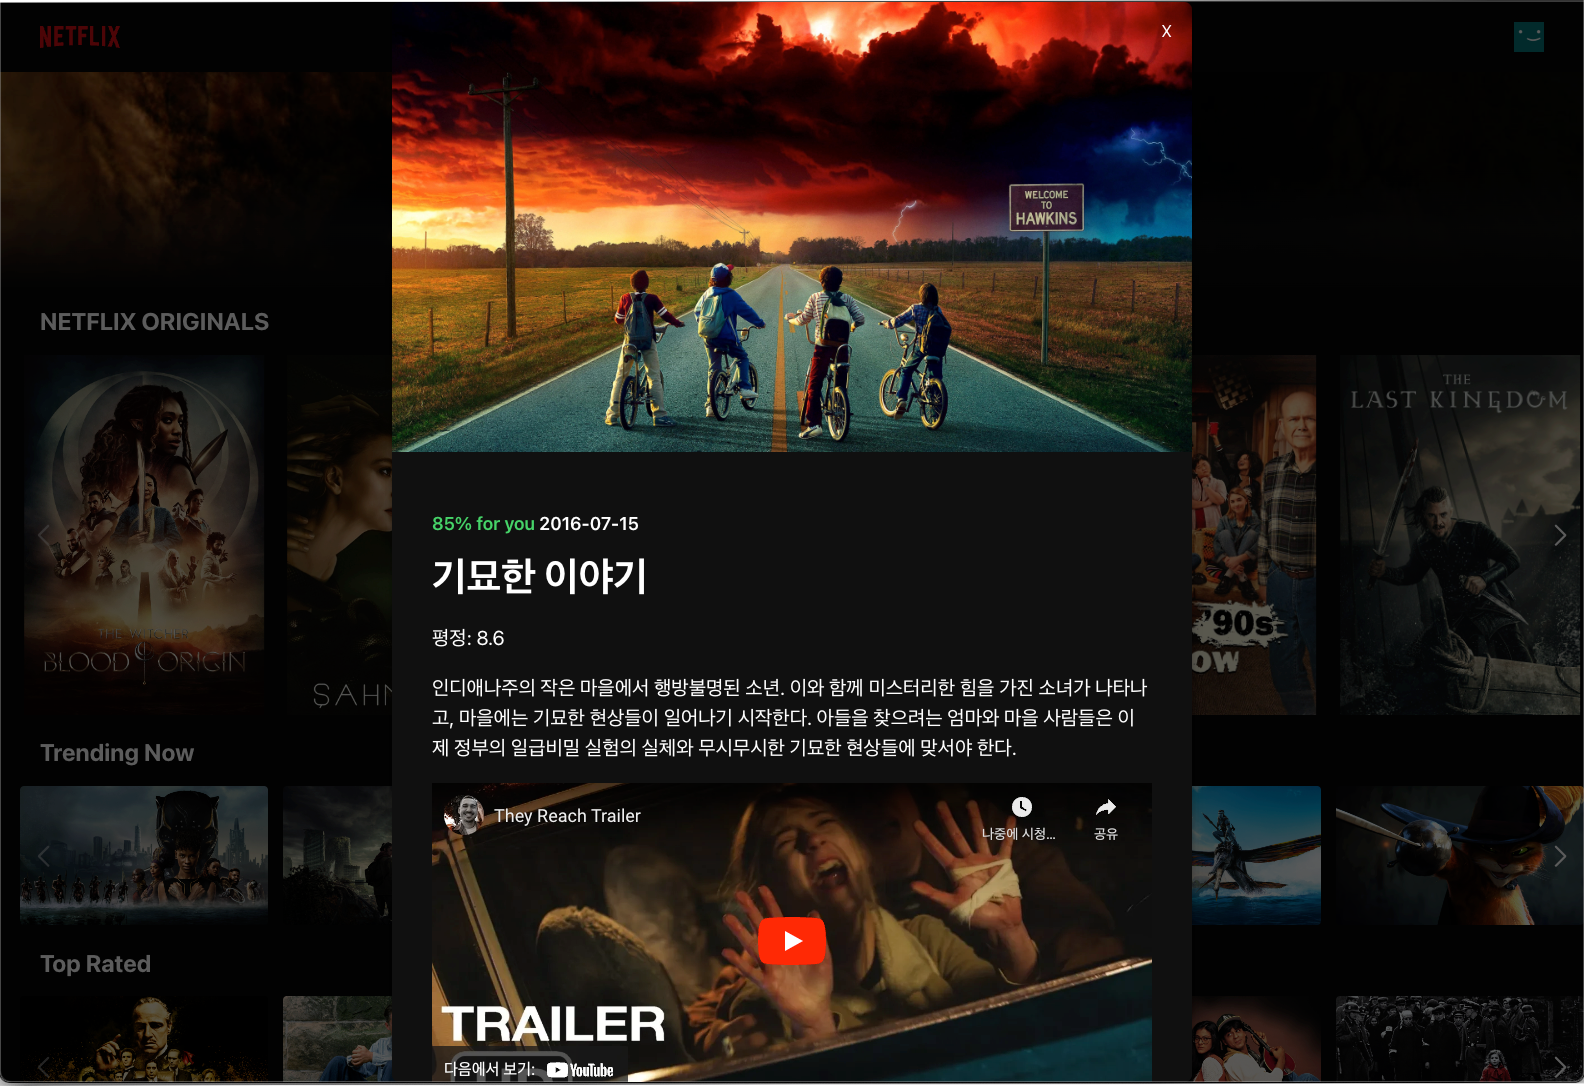 NETFLIX
X
WELCOME
TO
HAWKINS
NETFLIX ORIGINALS
THE WITCHER
BLOOD ORIGIN
ŞAHM
'90s
OW
THE
LAST KINGDOM
85% for you 2016-07-15
기묘한 이야기
평점: 8.6
인디애나주의 작은 마을에서 행방불명된 소년. 이와 함께 미스터리한 힘을 가진 소녀가 나타나
고, 마을에는 기묘한 현상들이 일어나기 시작한다. 아들을 찾으려는 엄마와 마을 사람들은 이
제 정부의 일급비밀 실험의 실체와 무시무시한 기묘한 현상들에 맞서야 한다.
Trending Now
They Reach Trailer
나중에 시청...
공유
TRAILER
다음에서 보기: YouTube
Top Rated